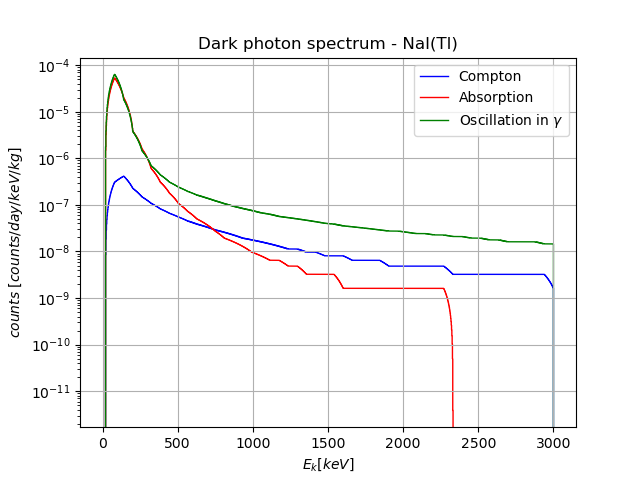 Dark photon spectrum - NaI(Tl)
Compton
Absorption
Oscillation in γ
counts [counts/day/keV/kg]
10⁻⁴
10⁻⁵
10⁻⁶
10⁻⁷
10⁻⁸
10⁻⁹
10⁻¹⁰
10⁻¹¹
0 500 1000 1500 2000 2500 3000
Eₖ[keV]